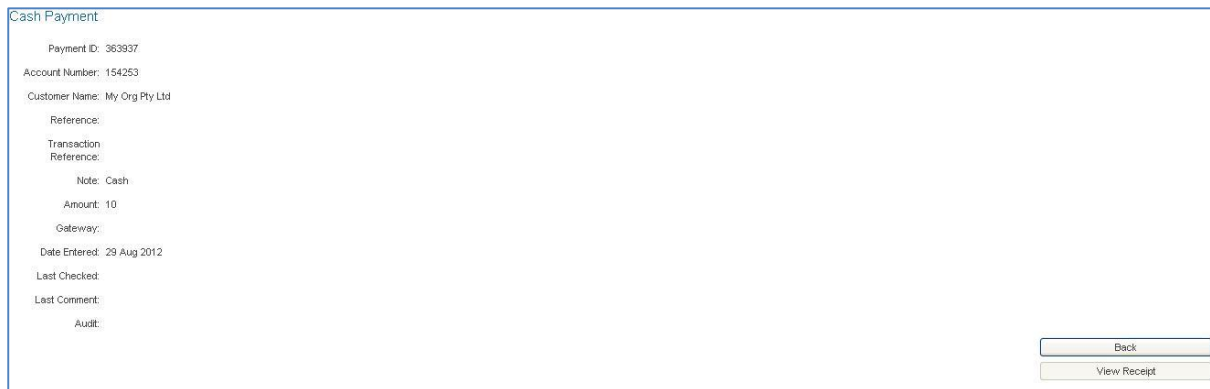 Cash Payment
Payment ID: 363937
Account Number: 154253
Customer Name: My Org Pty Ltd
Reference:
Transaction
Reference:
Note: Cash
Amount: 10
Gateway:
Date Entered: 29 Aug 2012
Last Checked:
Last Comment:
Audit:
Back
View Receipt